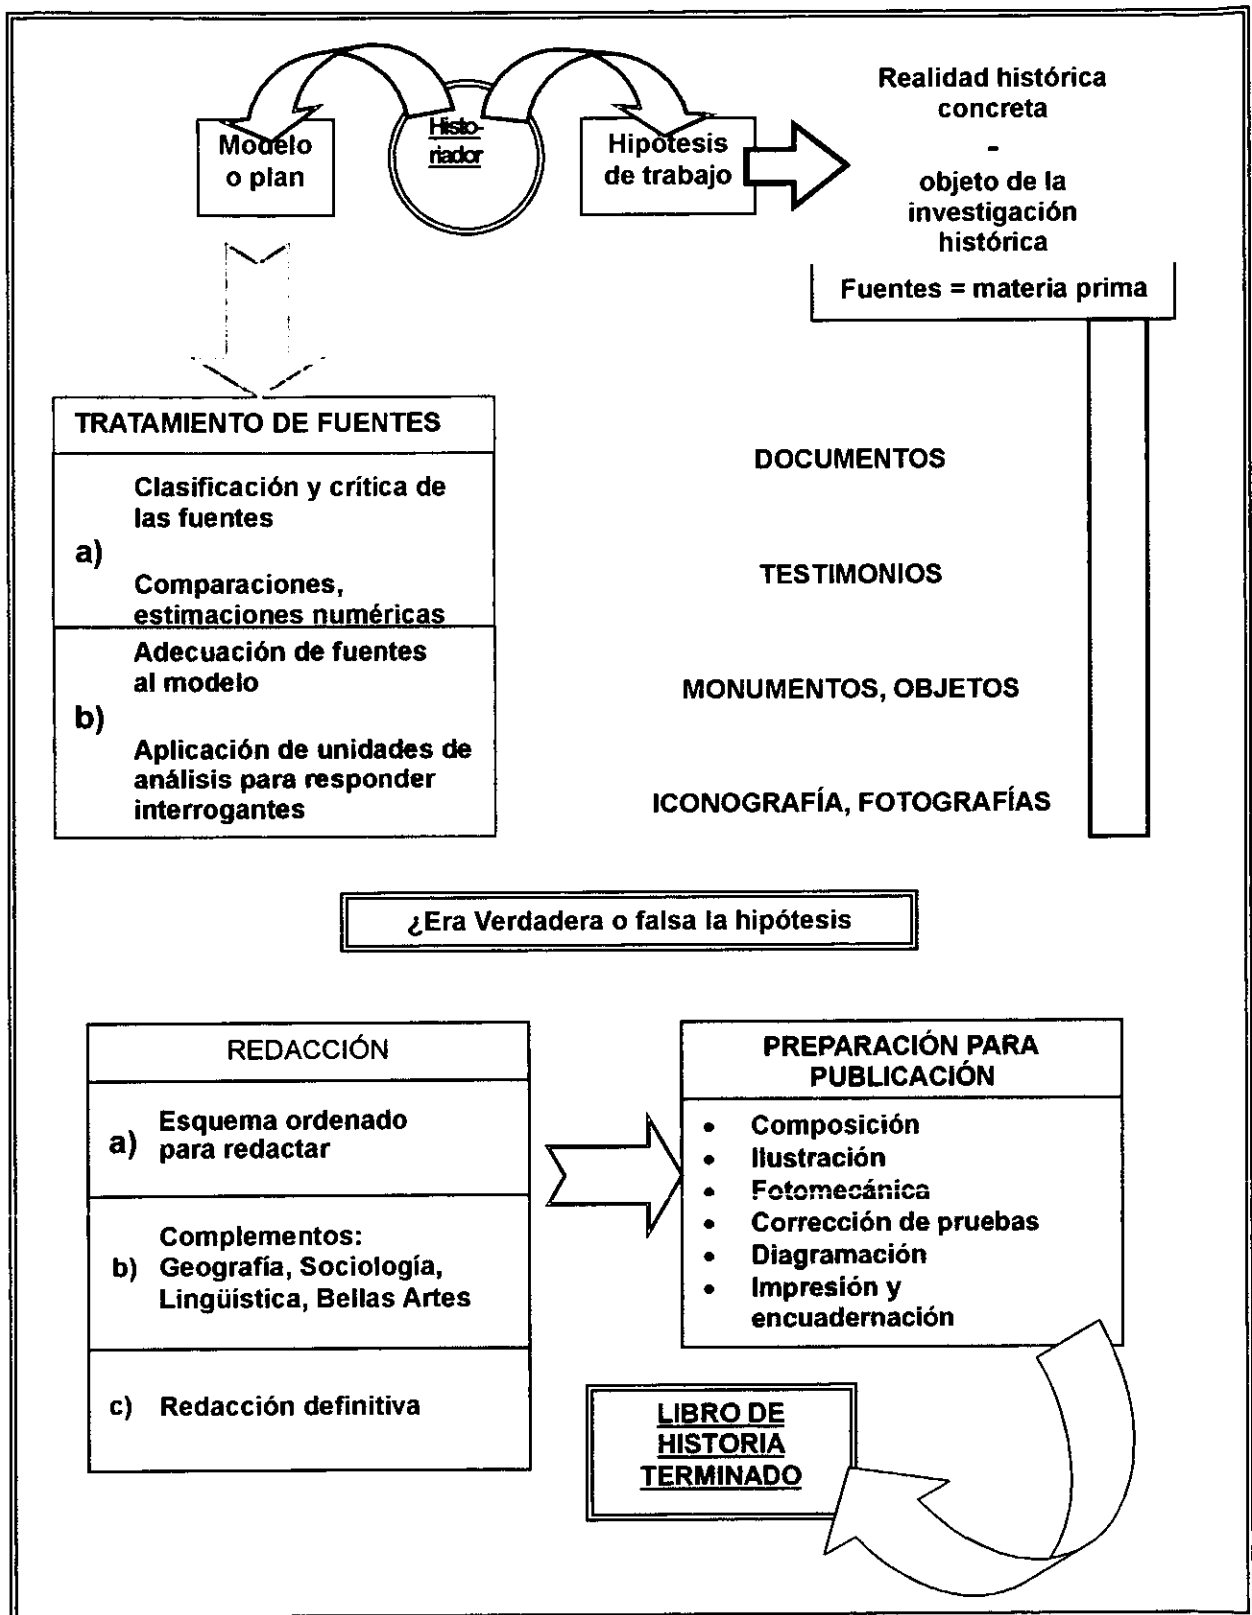 Histo-
riador
Modelo
o plan
Hipótesis
de trabajo
Realidad histórica
concreta
-
objeto de la
investigación
histórica
Fuentes = materia prima
TRATAMIENTO DE FUENTES
a)
Clasificación y crítica de
las fuentes
Comparaciones,
estimaciones numéricas
b)
Adecuación de fuentes
al modelo
Aplicación de unidades de
análisis para responder
interrogantes
DOCUMENTOS
TESTIMONIOS
MONUMENTOS, OBJETOS
ICONOGRAFÍA, FOTOGRAFÍAS
¿Era Verdadera o falsa la hipótesis
REDACCIÓN
a) Esquema ordenado
para redactar
Complementos:
b) Geografía, Sociología,
Lingüística, Bellas Artes
c) Redacción definitiva
PREPARACIÓN PARA
PUBLICACIÓN
• Composición
• Ilustración
• Fotomecánica
• Corrección de pruebas
• Diagramación
• Impresión y
encuadernación
LIBRO DE
HISTORIA
TERMINADO